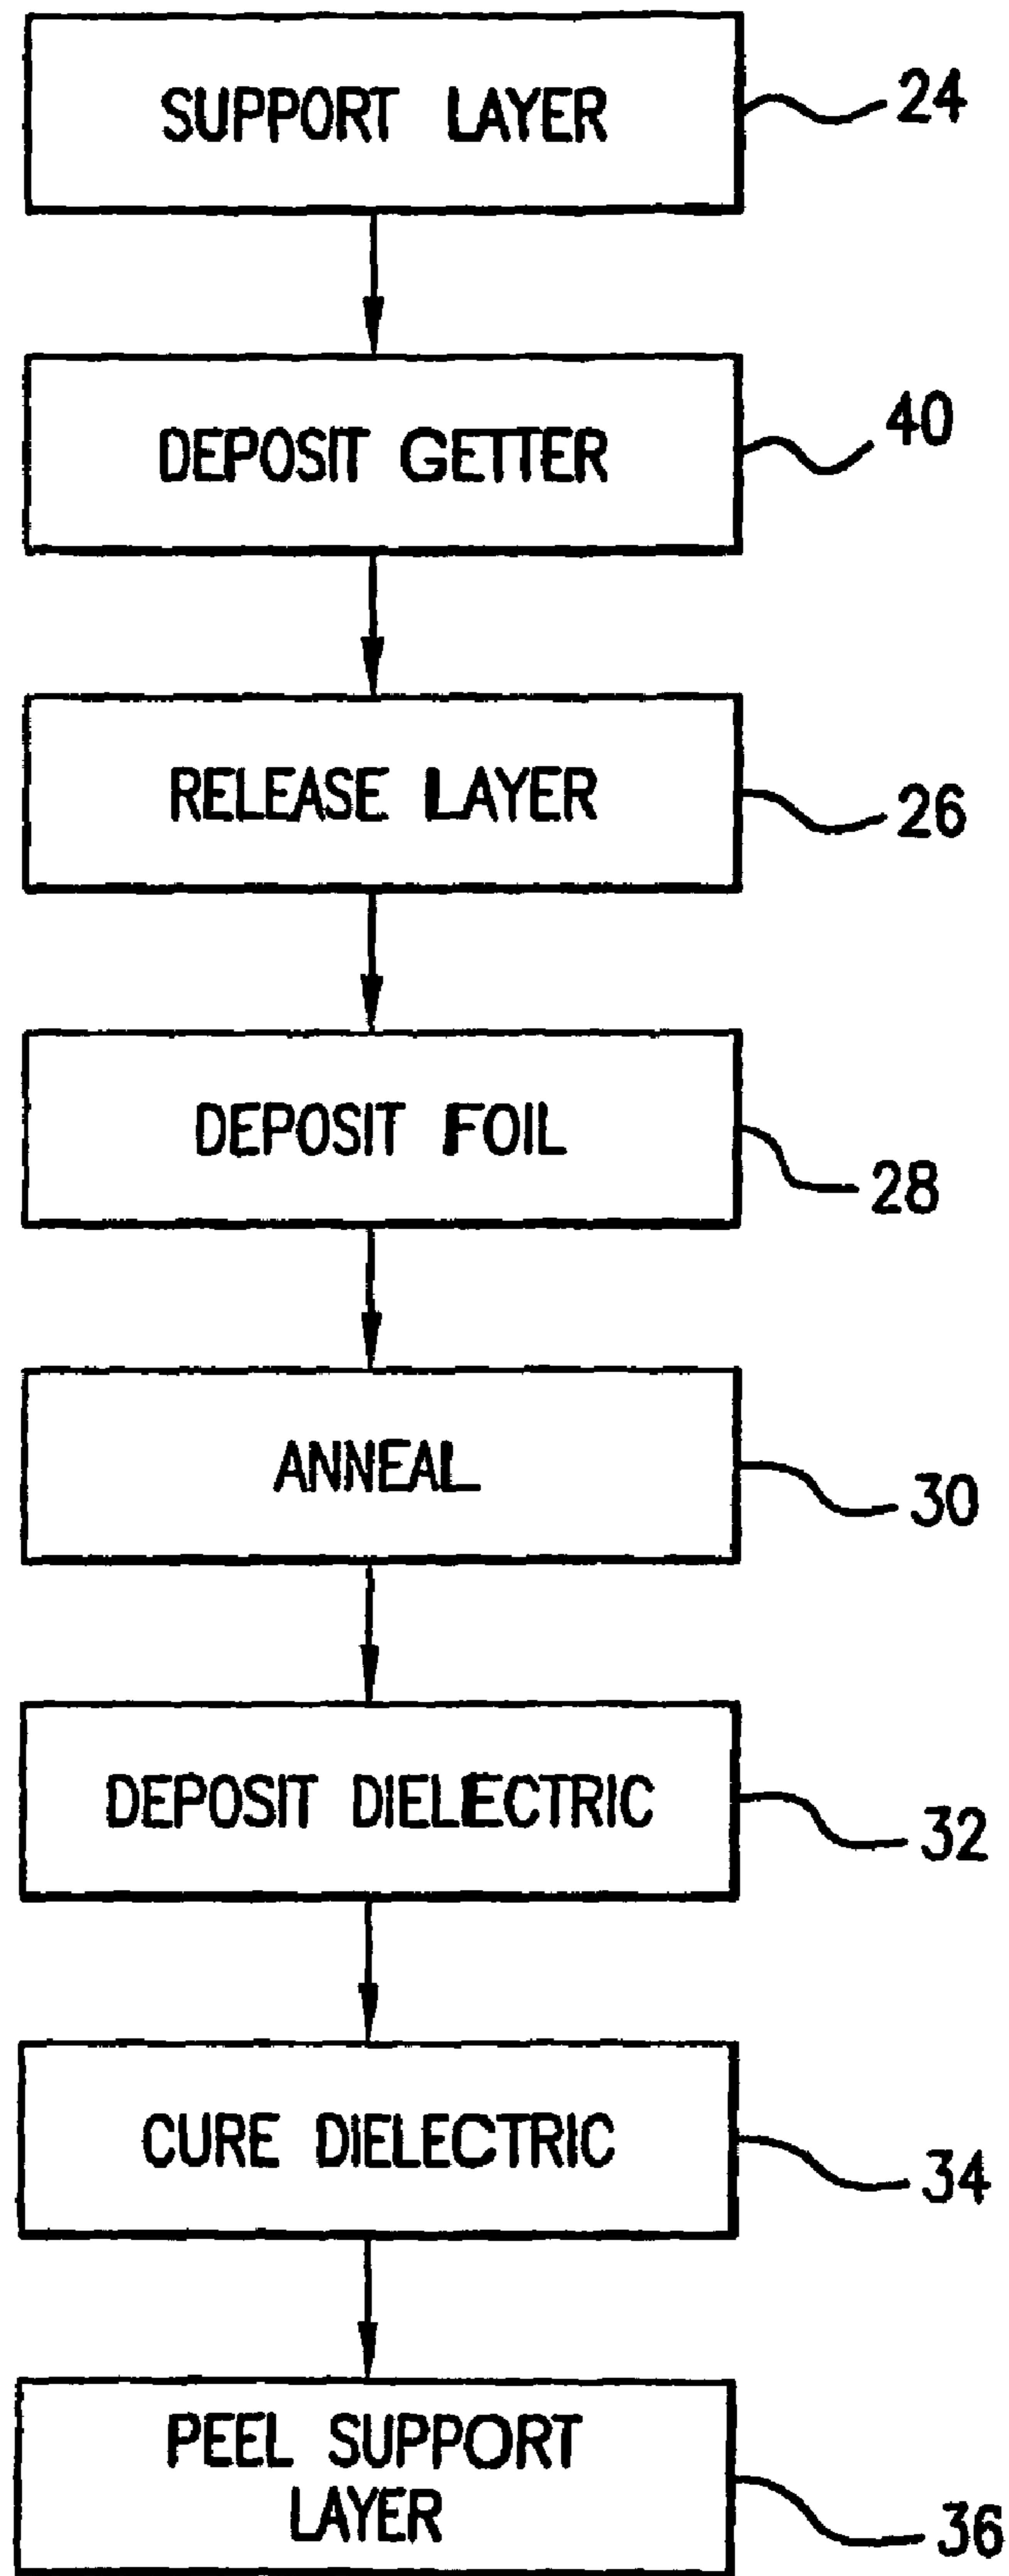 SUPPORT LAYER
24
DEPOSIT GETTER
40
RELEASE LAYER
26
DEPOSIT FOIL
28
ANNEAL
30
DEPOSIT DIELECTRIC
32
CURE DIELECTRIC
34
PEEL SUPPORT
LAYER
36